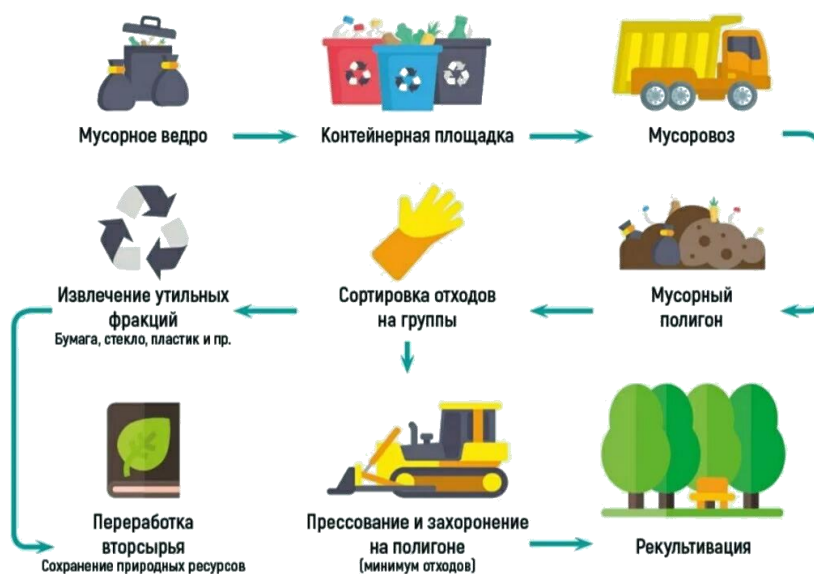 Мусорное ведро
Контейнерная площадка
Мусоровоз
Извлечение утильных
фракций
Бумага, стекло, пластик и пр.
Сортировка отходов
на группы
Мусорный
полигон
Переработка
вторсырья
Сохранение природных ресурсов
Прессование и захоронение
на полигоне
(минимум отходов)
Рекультивация